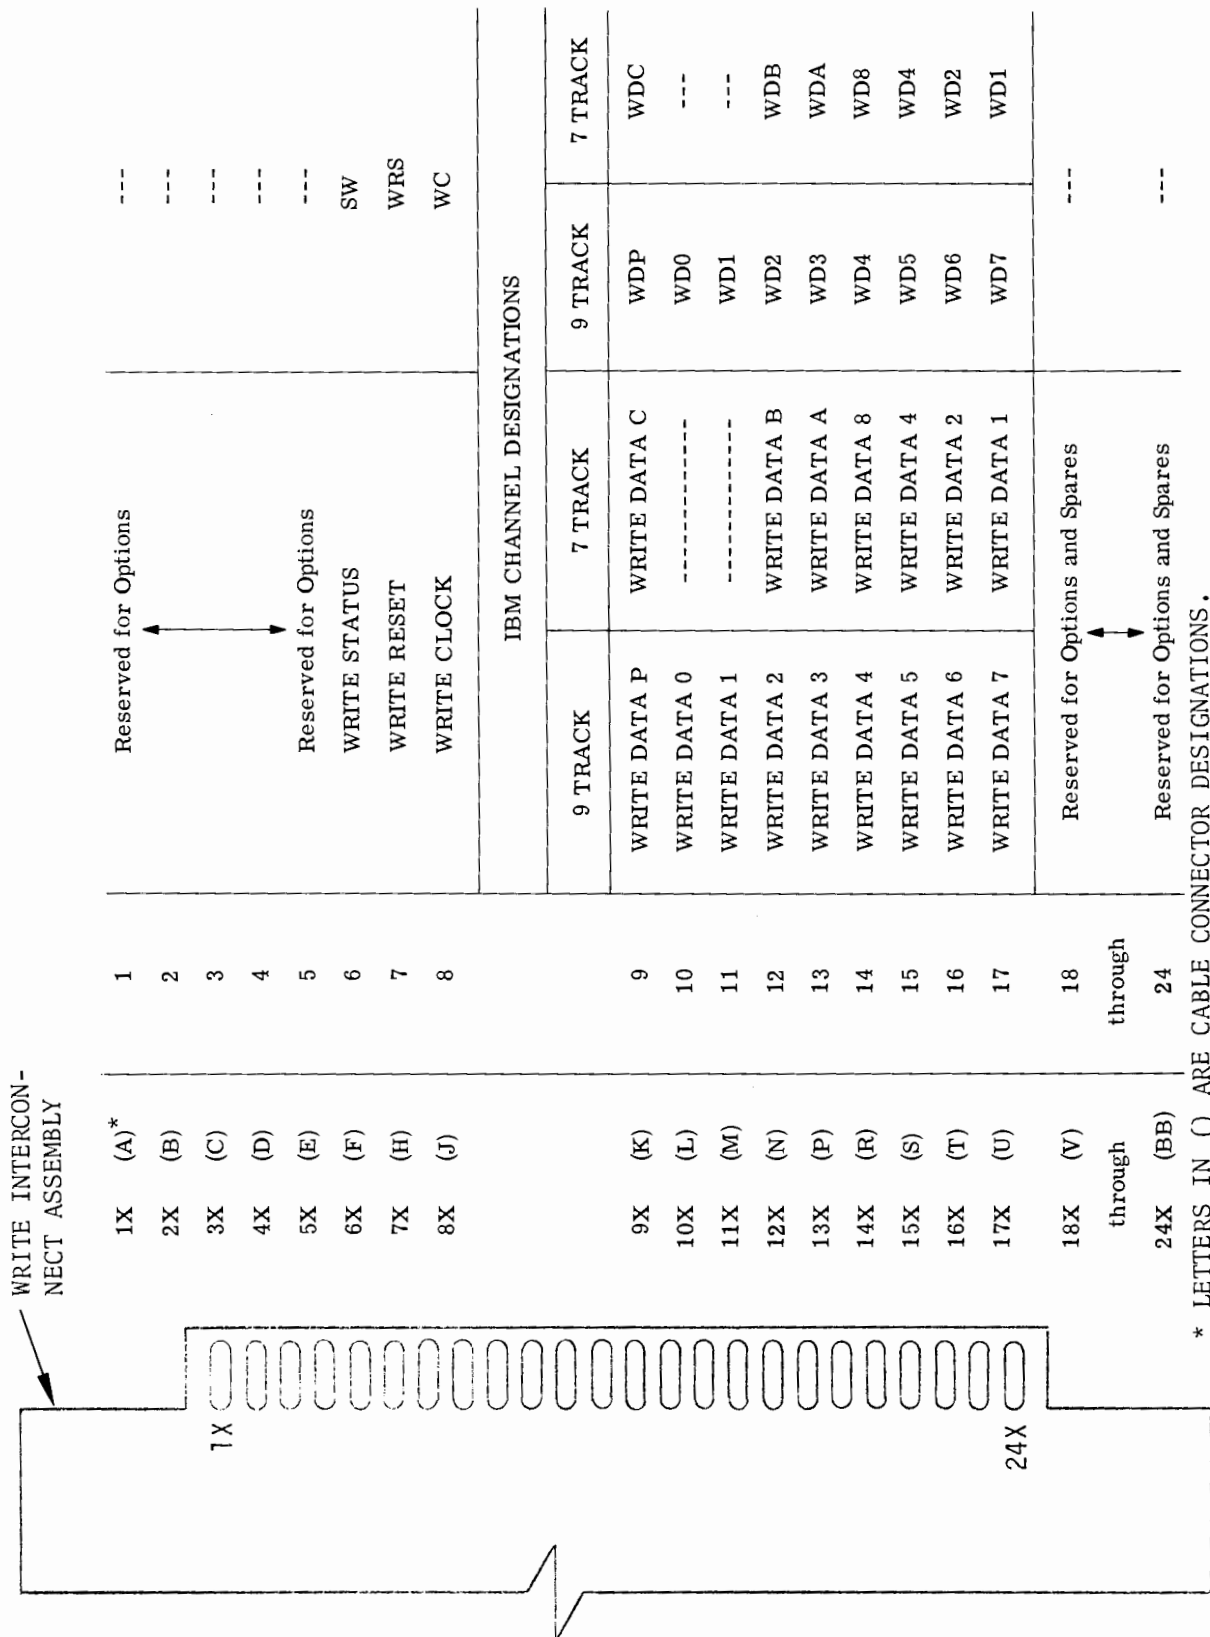 WRITE INTERCON-
NECT ASSEMBLY
1X
24X
1X (A)* 1 Reserved for Options ---
2X (B) 2 ---
3X (C) 3 ---
4X (D) 4 ---
5X (E) 5 Reserved for Options ---
6X (F) 6 WRITE STATUS SW
7X (H) 7 WRITE RESET WRS
8X (J) 8 WRITE CLOCK WC
IBM CHANNEL DESIGNATIONS
9 TRACK 7 TRACK 9 TRACK 7 TRACK
9X (K) 9 WRITE DATA P WRITE DATA C WDP WDC
10X (L) 10 WRITE DATA 0 ------------ WD0 ---
11X (M) 11 WRITE DATA 1 ------------ WD1 ---
12X (N) 12 WRITE DATA 2 WRITE DATA B WD2 WDB
13X (P) 13 WRITE DATA 3 WRITE DATA A WD3 WDA
14X (R) 14 WRITE DATA 4 WRITE DATA 8 WD4 WD8
15X (S) 15 WRITE DATA 5 WRITE DATA 4 WD5 WD4
16X (T) 16 WRITE DATA 6 WRITE DATA 2 WD6 WD2
17X (U) 17 WRITE DATA 7 WRITE DATA 1 WD7 WD1
18X (V) 18 Reserved for Options and Spares ---
through through
24X (BB) 24 Reserved for Options and Spares ---
* LETTERS IN () ARE CABLE CONNECTOR DESIGNATIONS.